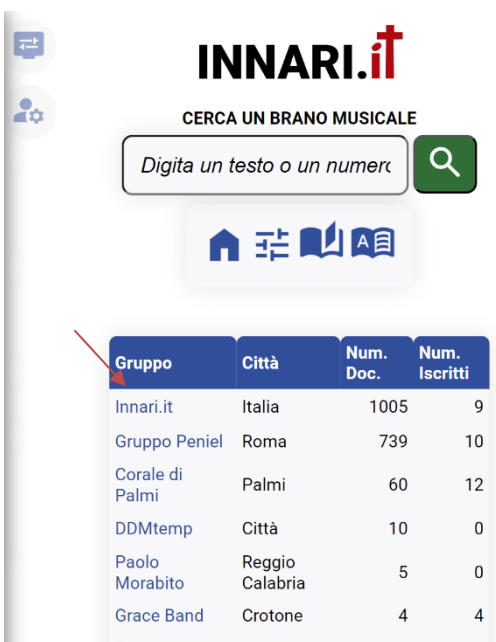 INNARI.it
CERCA UN BRANO MUSICALE
Digita un testo o un numerc
A
Gruppo Città Num. Doc. Num. Iscritti
Innari.it Italia 1005 9
Gruppo Peniel Roma 739 10
Corale di Palmi Palmi 60 12
DDMtemp Città 10 0
Paolo Morabito Reggio Calabria 5 0
Grace Band Crotone 4 4